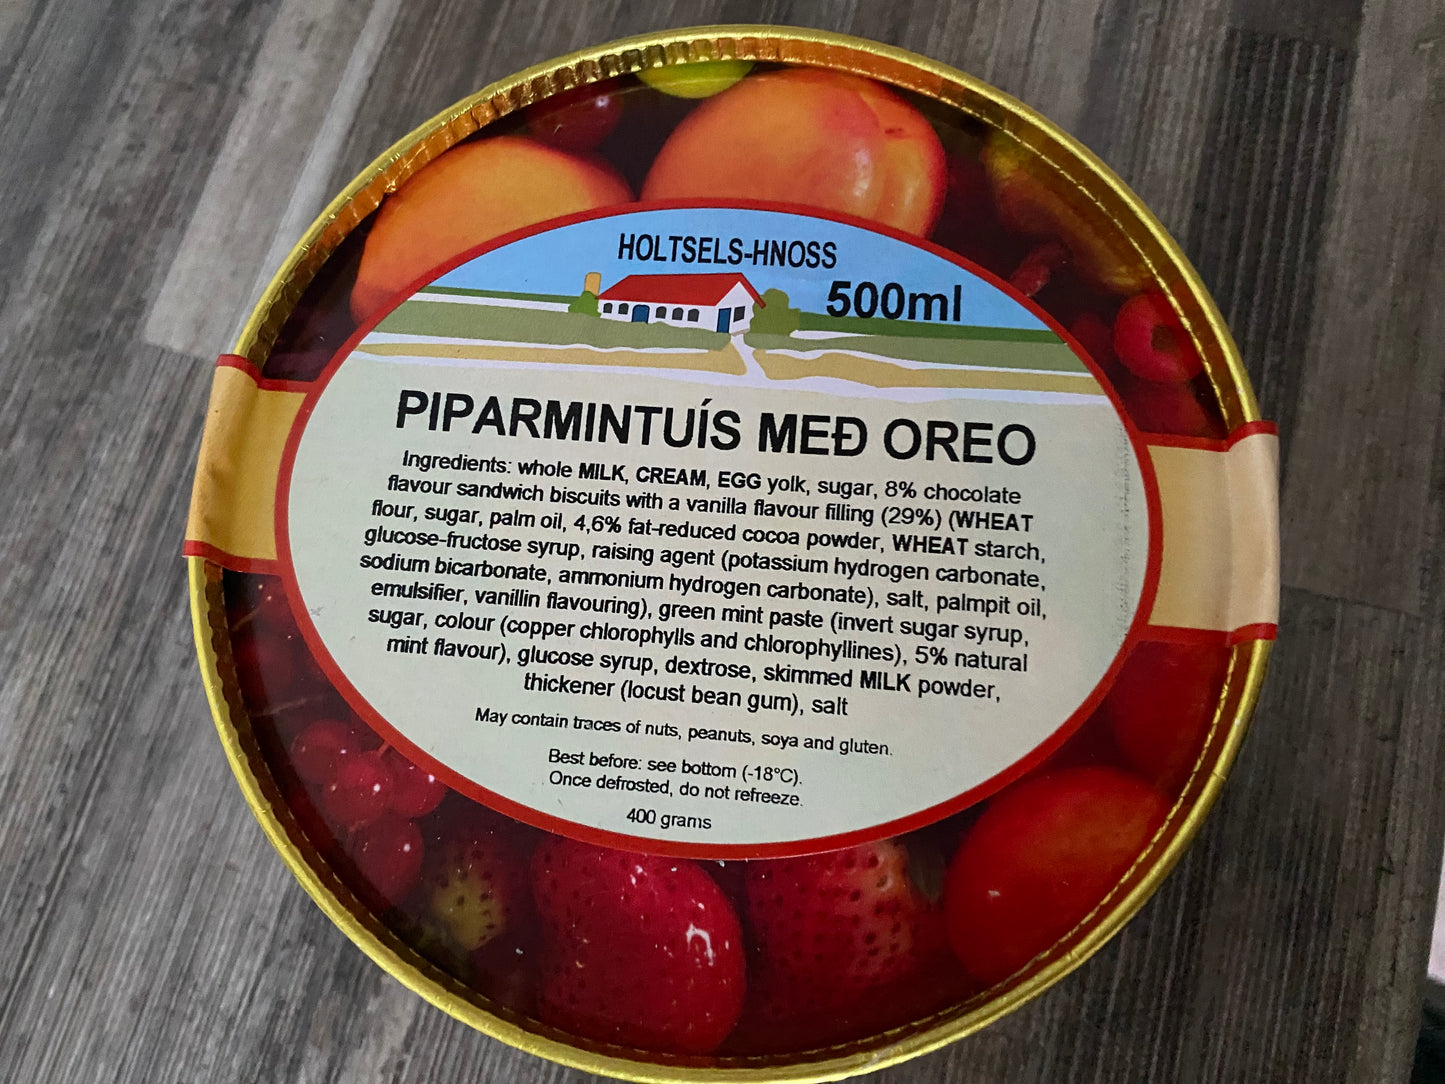 HOLTSELS-HNOSS
500ml
PIPARMINTUÍS MEÐ OREO
Ingredients: whole MILK, CREAM, EGG yolk, sugar, 8% chocolate
flavour sandwich biscuits with a vanilla flavour filling (29%) (WHEAT
flour, sugar, palm oil, 4,6% fat-reduced cocoa powder, WHEAT starch,
glucose-fructose syrup, raising agent (potassium hydrogen carbonate,
sodium bicarbonate, ammonium hydrogen carbonate), salt, palmpit oil,
emulsifier, vanillin flavouring), green mint paste (invert sugar syrup,
sugar, colour (copper chlorophylls and chlorophyllines), 5% natural
mint flavour), glucose syrup, dextrose, skimmed MILK powder,
thickener (locust bean gum), salt
May contain traces of nuts, peanuts, soya and gluten.
Best before: see bottom (-18°C).
Once defrosted, do not refreeze.
400 grams